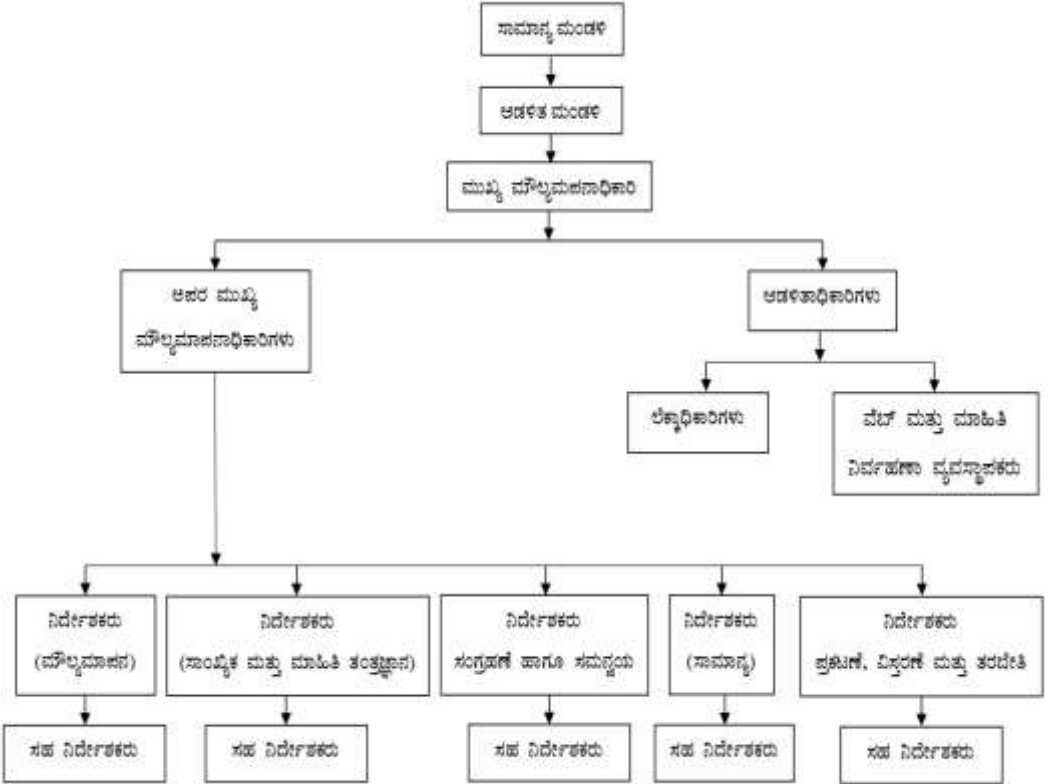 ಸಾಮಾನ್ಯ ಮಂಡಳಿ
ಆಡಳಿತ ಮಂಡಳಿ
ಮುಖ್ಯ ಮೌಲ್ಯಮಪನಾಧಿಕಾರಿ
ಅಪರ ಮುಖ್ಯ
ಮೌಲ್ಯಮಾಪನಾಧಿಕಾರಿಗಳು
ಆಡಳಿತಾಧಿಕಾರಿಗಳು
ಲೆಕ್ಕಾಧಿಕಾರಿಗಳು
ವೆಬ್ ಮತ್ತು ಮಾಹಿತಿ
ನಿರ್ವಹಣಾ ವ್ಯವಸ್ಥಾಪಕರು
ನಿರ್ದೇಶಕರು
(ಮೌಲ್ಯಮಾಪನ)
ನಿರ್ದೇಶಕರು
(ಸಾಂಖ್ಯಿಕ ಮತ್ತು ಮಾಹಿತಿ ತಂತ್ರಜ್ಞಾನ)
ನಿರ್ದೇಶಕರು
ಸಂಗ್ರಹಣೆ ಹಾಗೂ ಸಮನ್ವಯ
ನಿರ್ದೇಶಕರು
(ಸಾಮಾನ್ಯ)
ನಿರ್ದೇಶಕರು
ಪ್ರಕಟಣೆ, ವಿಸ್ತರಣೆ ಮತ್ತು ತರಬೇತಿ
ಸಹ ನಿರ್ದೇಶಕರು
ಸಹ ನಿರ್ದೇಶಕರು
ಸಹ ನಿರ್ದೇಶಕರು
ಸಹ ನಿರ್ದೇಶಕರು
ಸಹ ನಿರ್ದೇಶಕರು